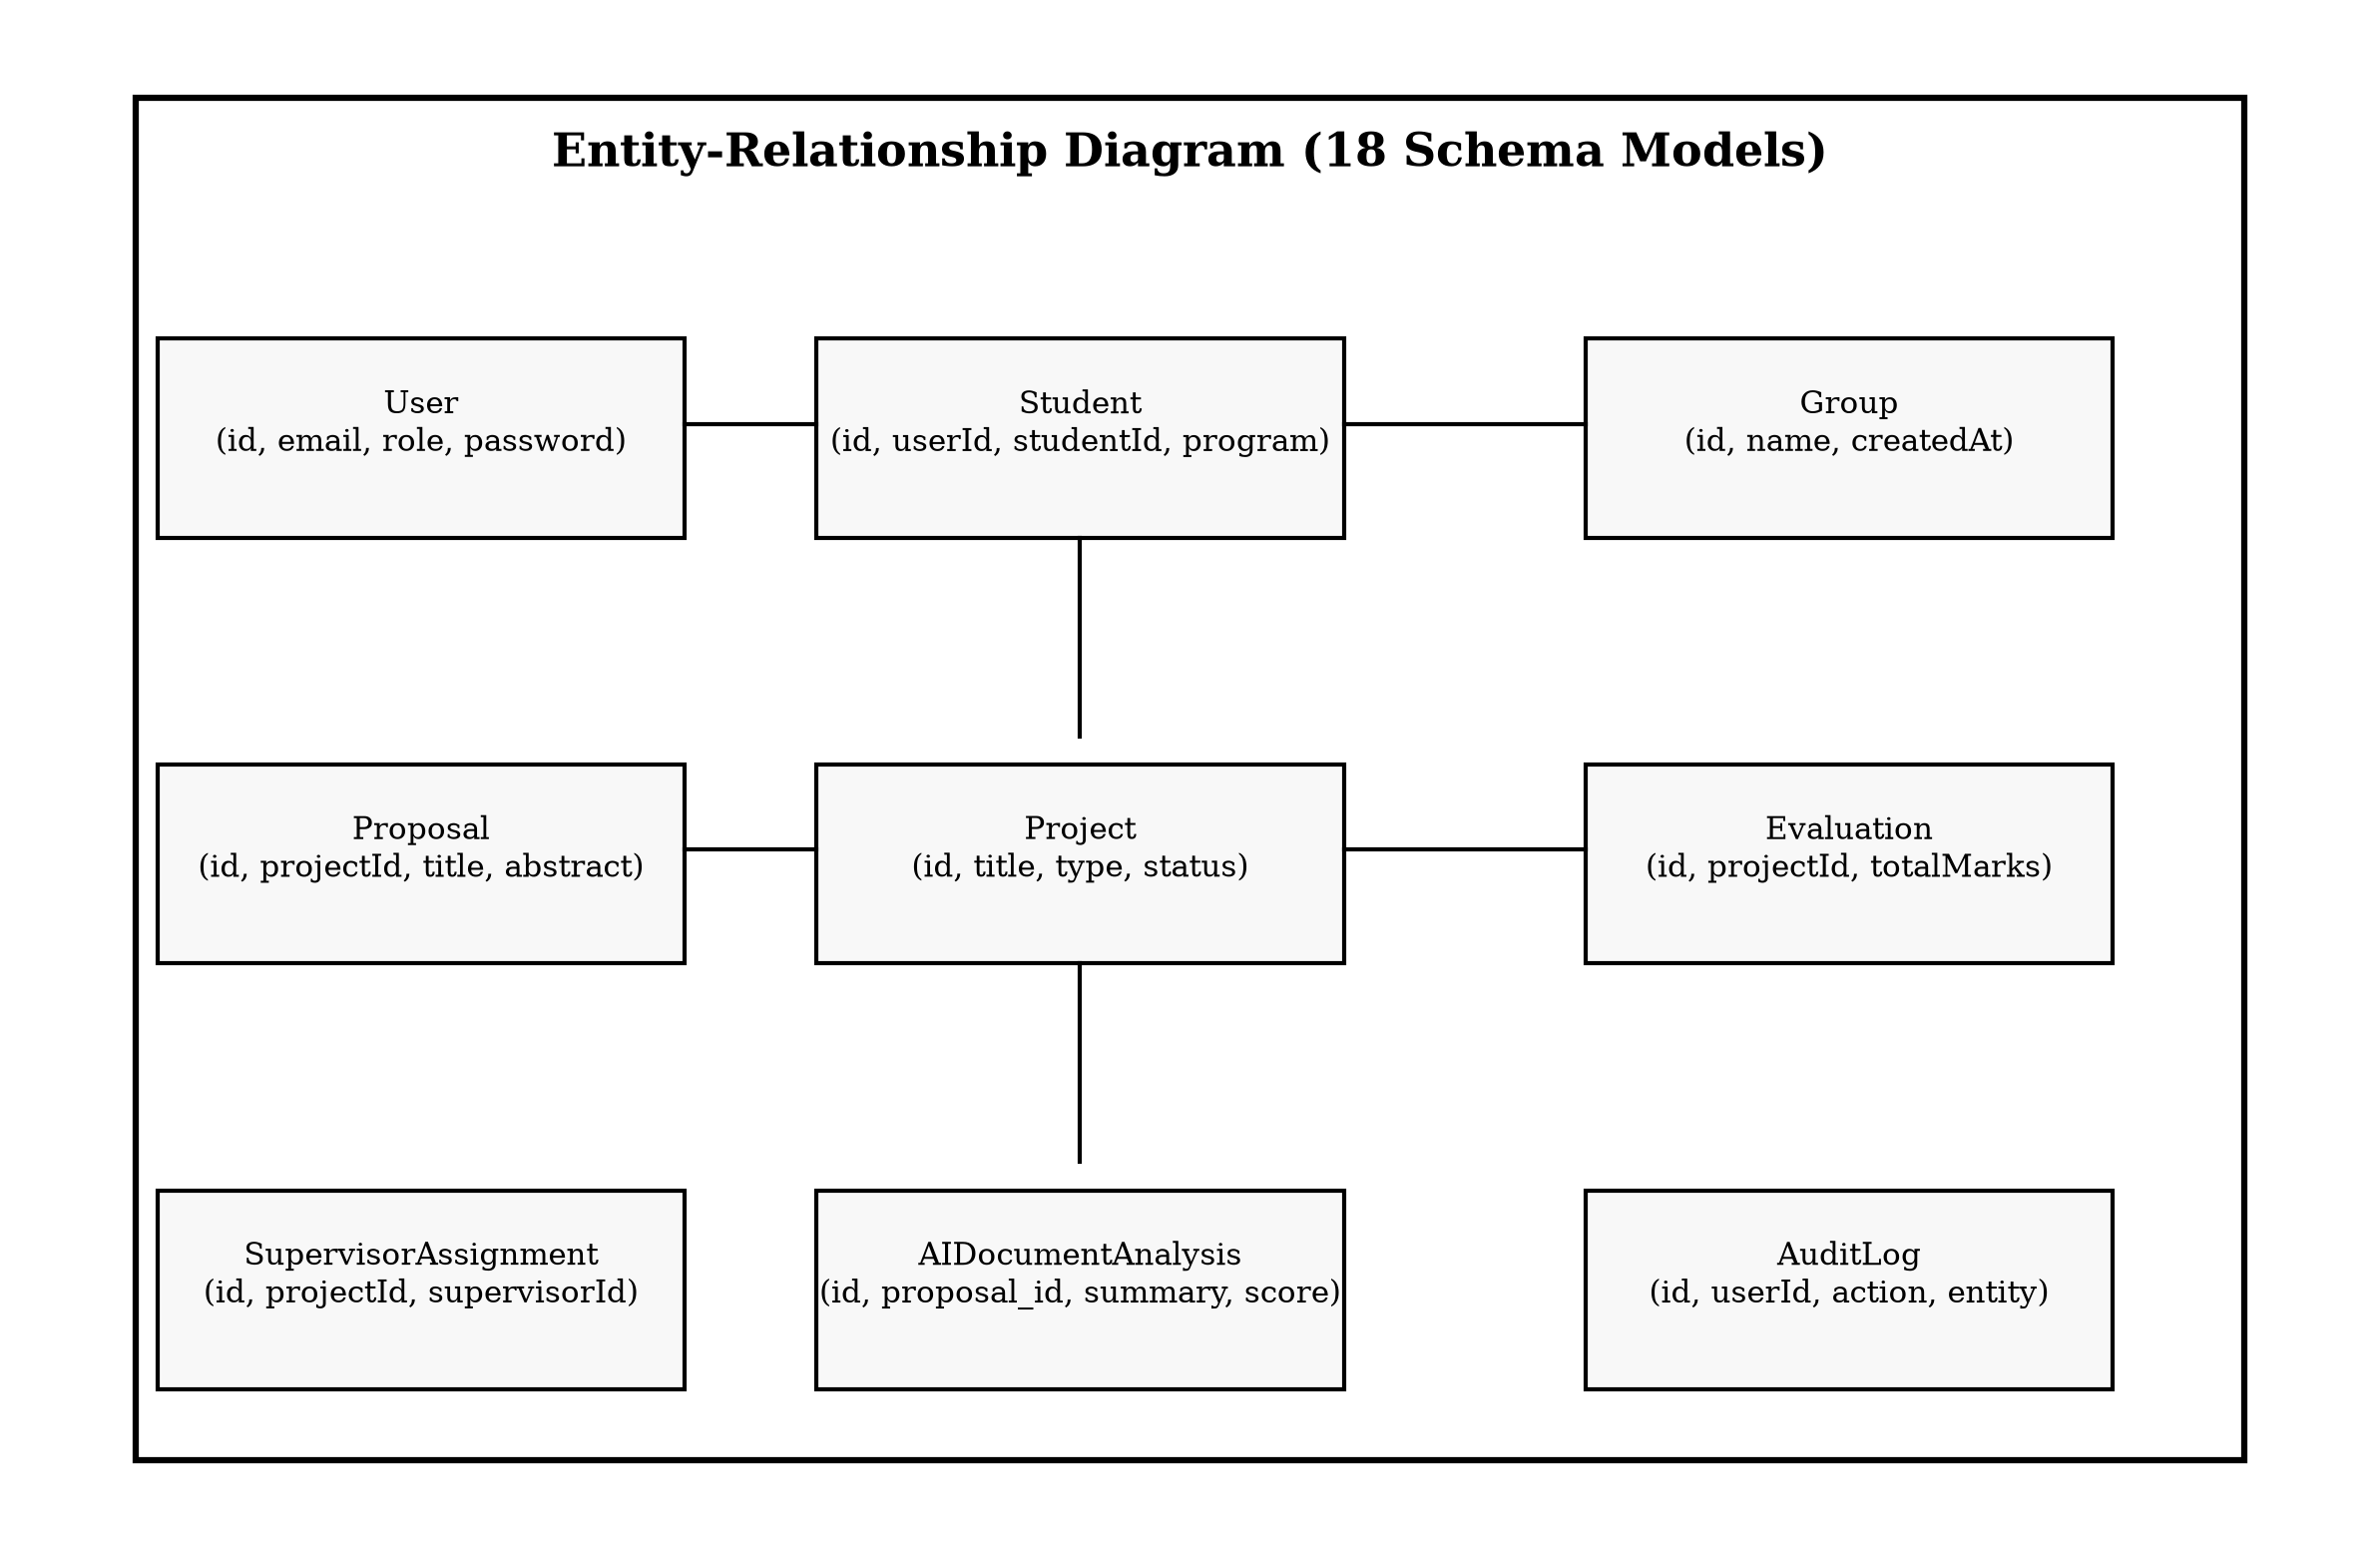 Entity-Relationship Diagram (18 Schema Models)
User
(id, email, role, password)
Student
(id, userId, studentId, program)
Group
(id, name, createdAt)
Proposal
(id, projectId, title, abstract)
Project
(id, title, type, status)
Evaluation
(id, projectId, totalMarks)
SupervisorAssignment
(id, projectId, supervisorId)
AIDocumentAnalysis
(id, proposal_id, summary, score)
AuditLog
(id, userId, action, entity)